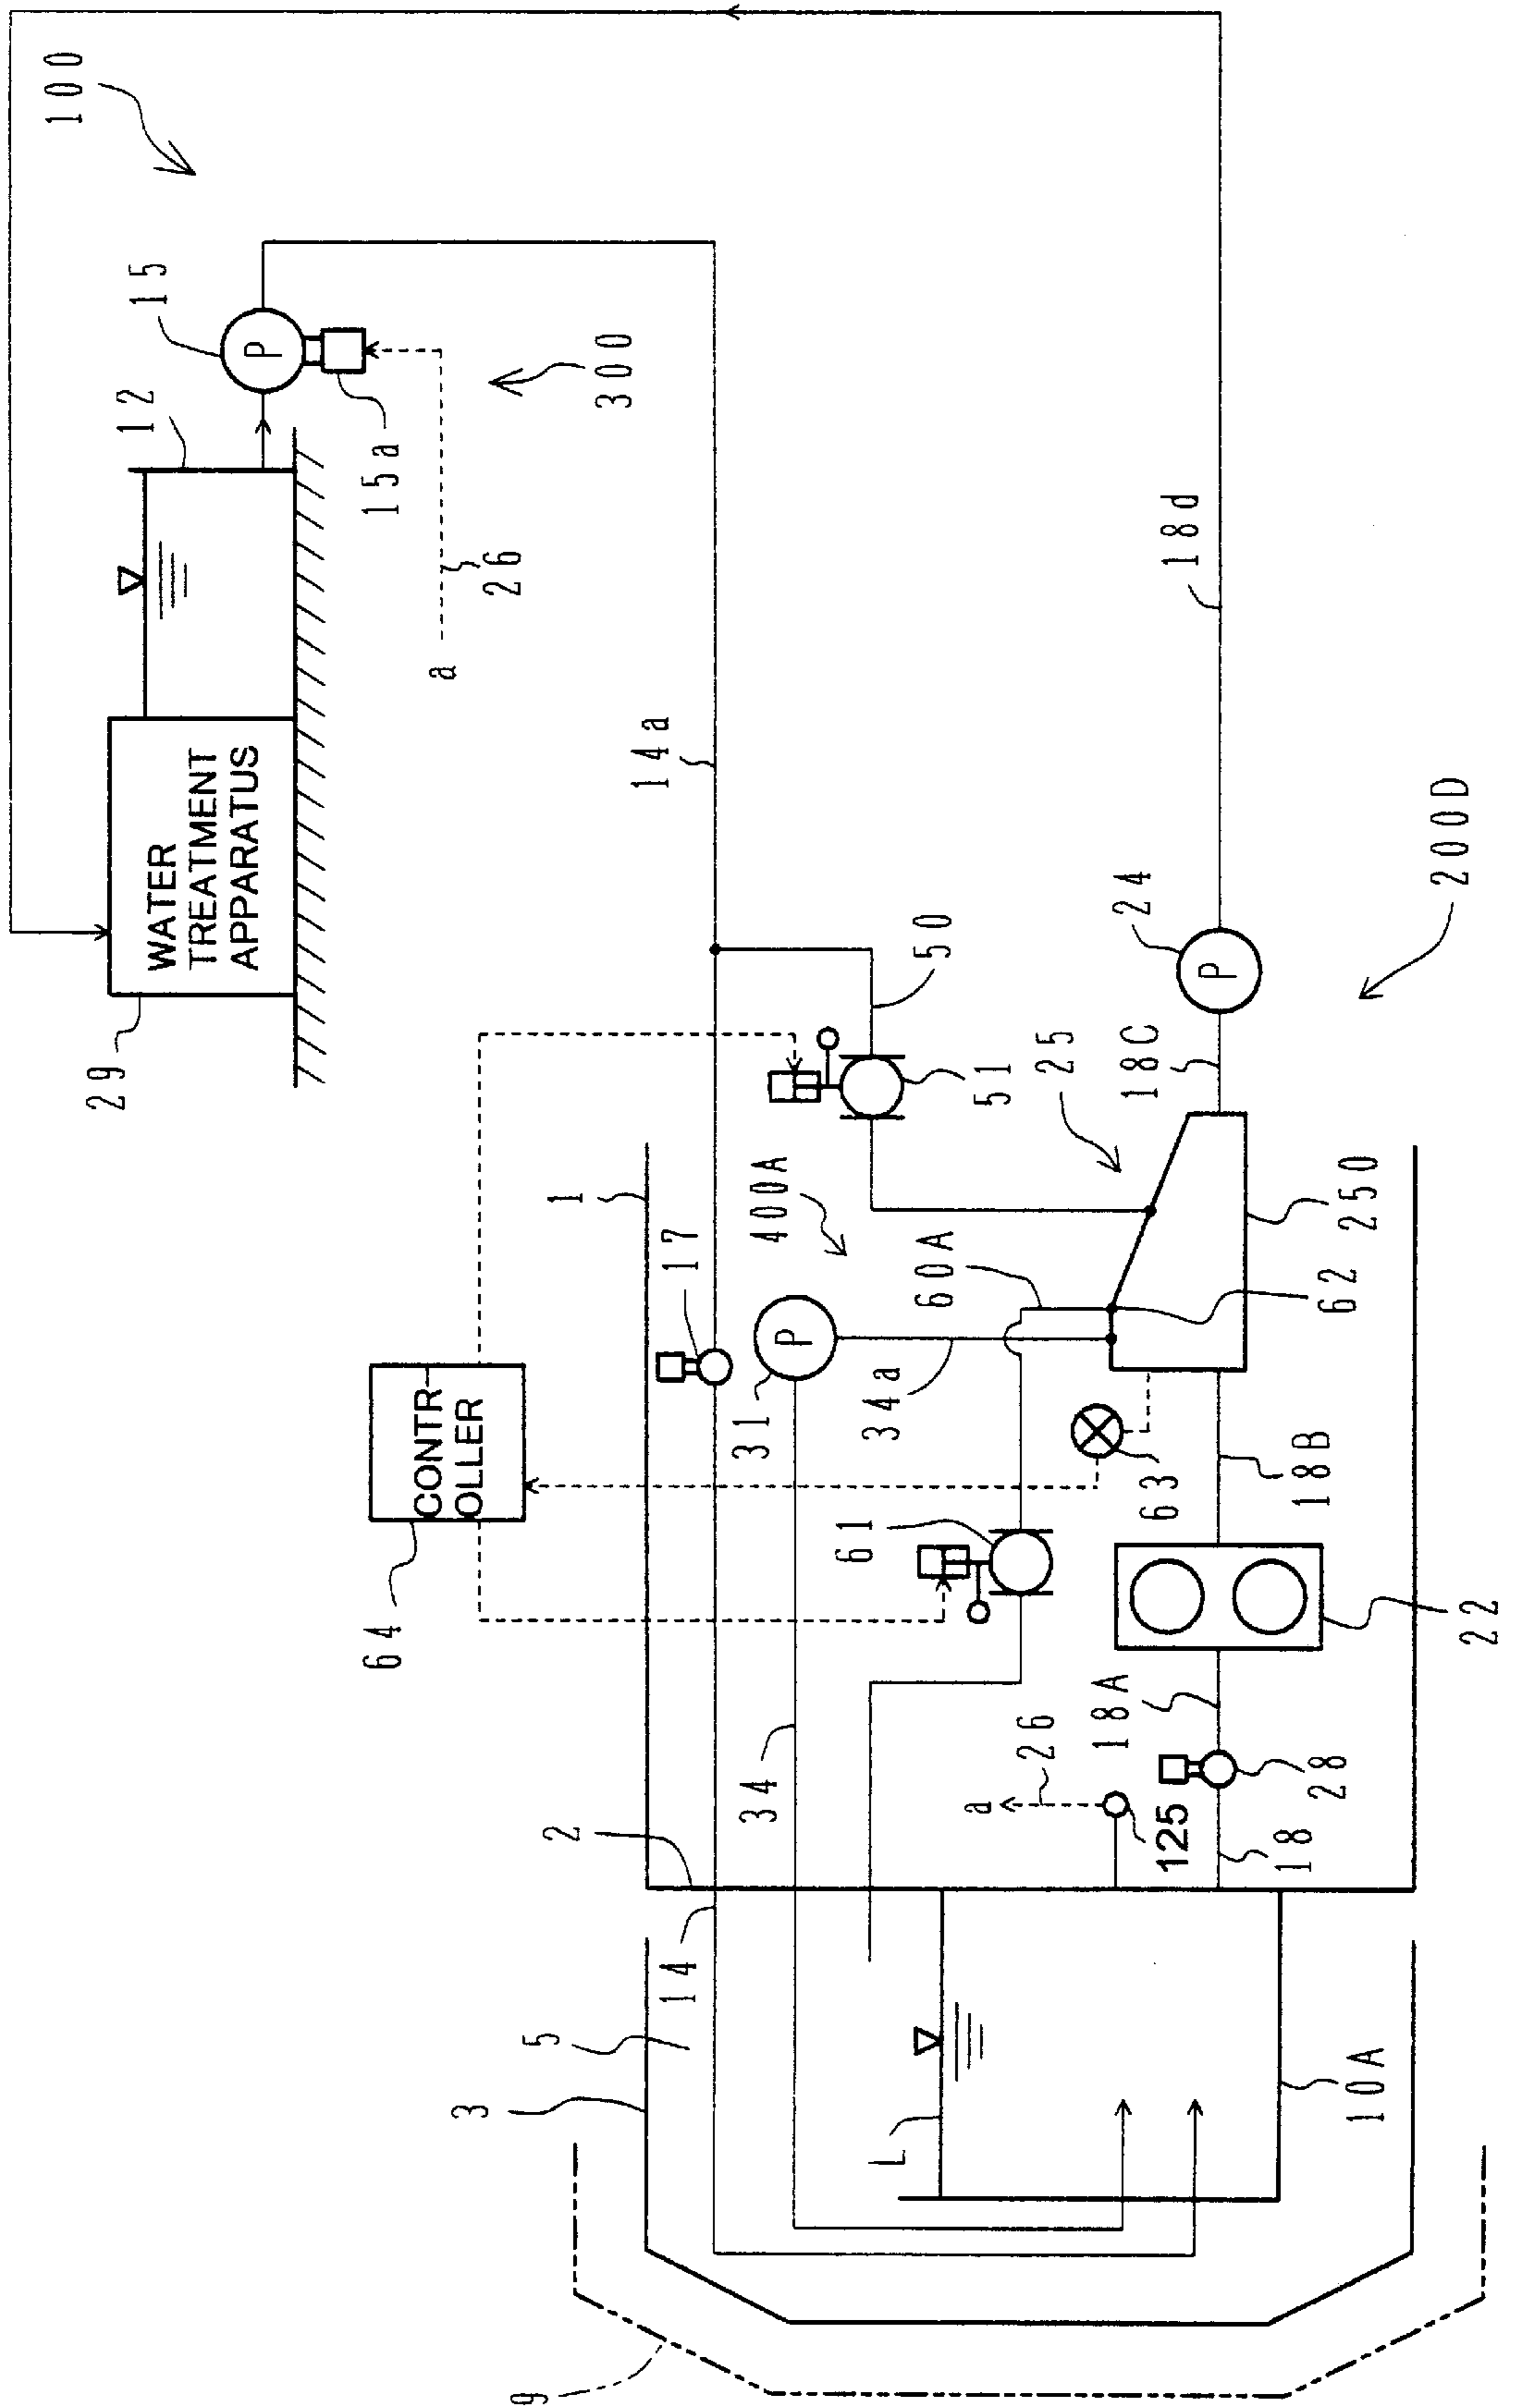 100
15
P
12
15a
300
26
a
WATER
TREATMENT
APPARATUS
29
14a
18d
50
24
P
200D
51
25
18C
1
17
400A
60A
250
62
P
31
34a
CONTR-
OLLER
64
63
18B
61
22
34
26
a
18A
28
125
18
2
14
5
3
L
10A
9